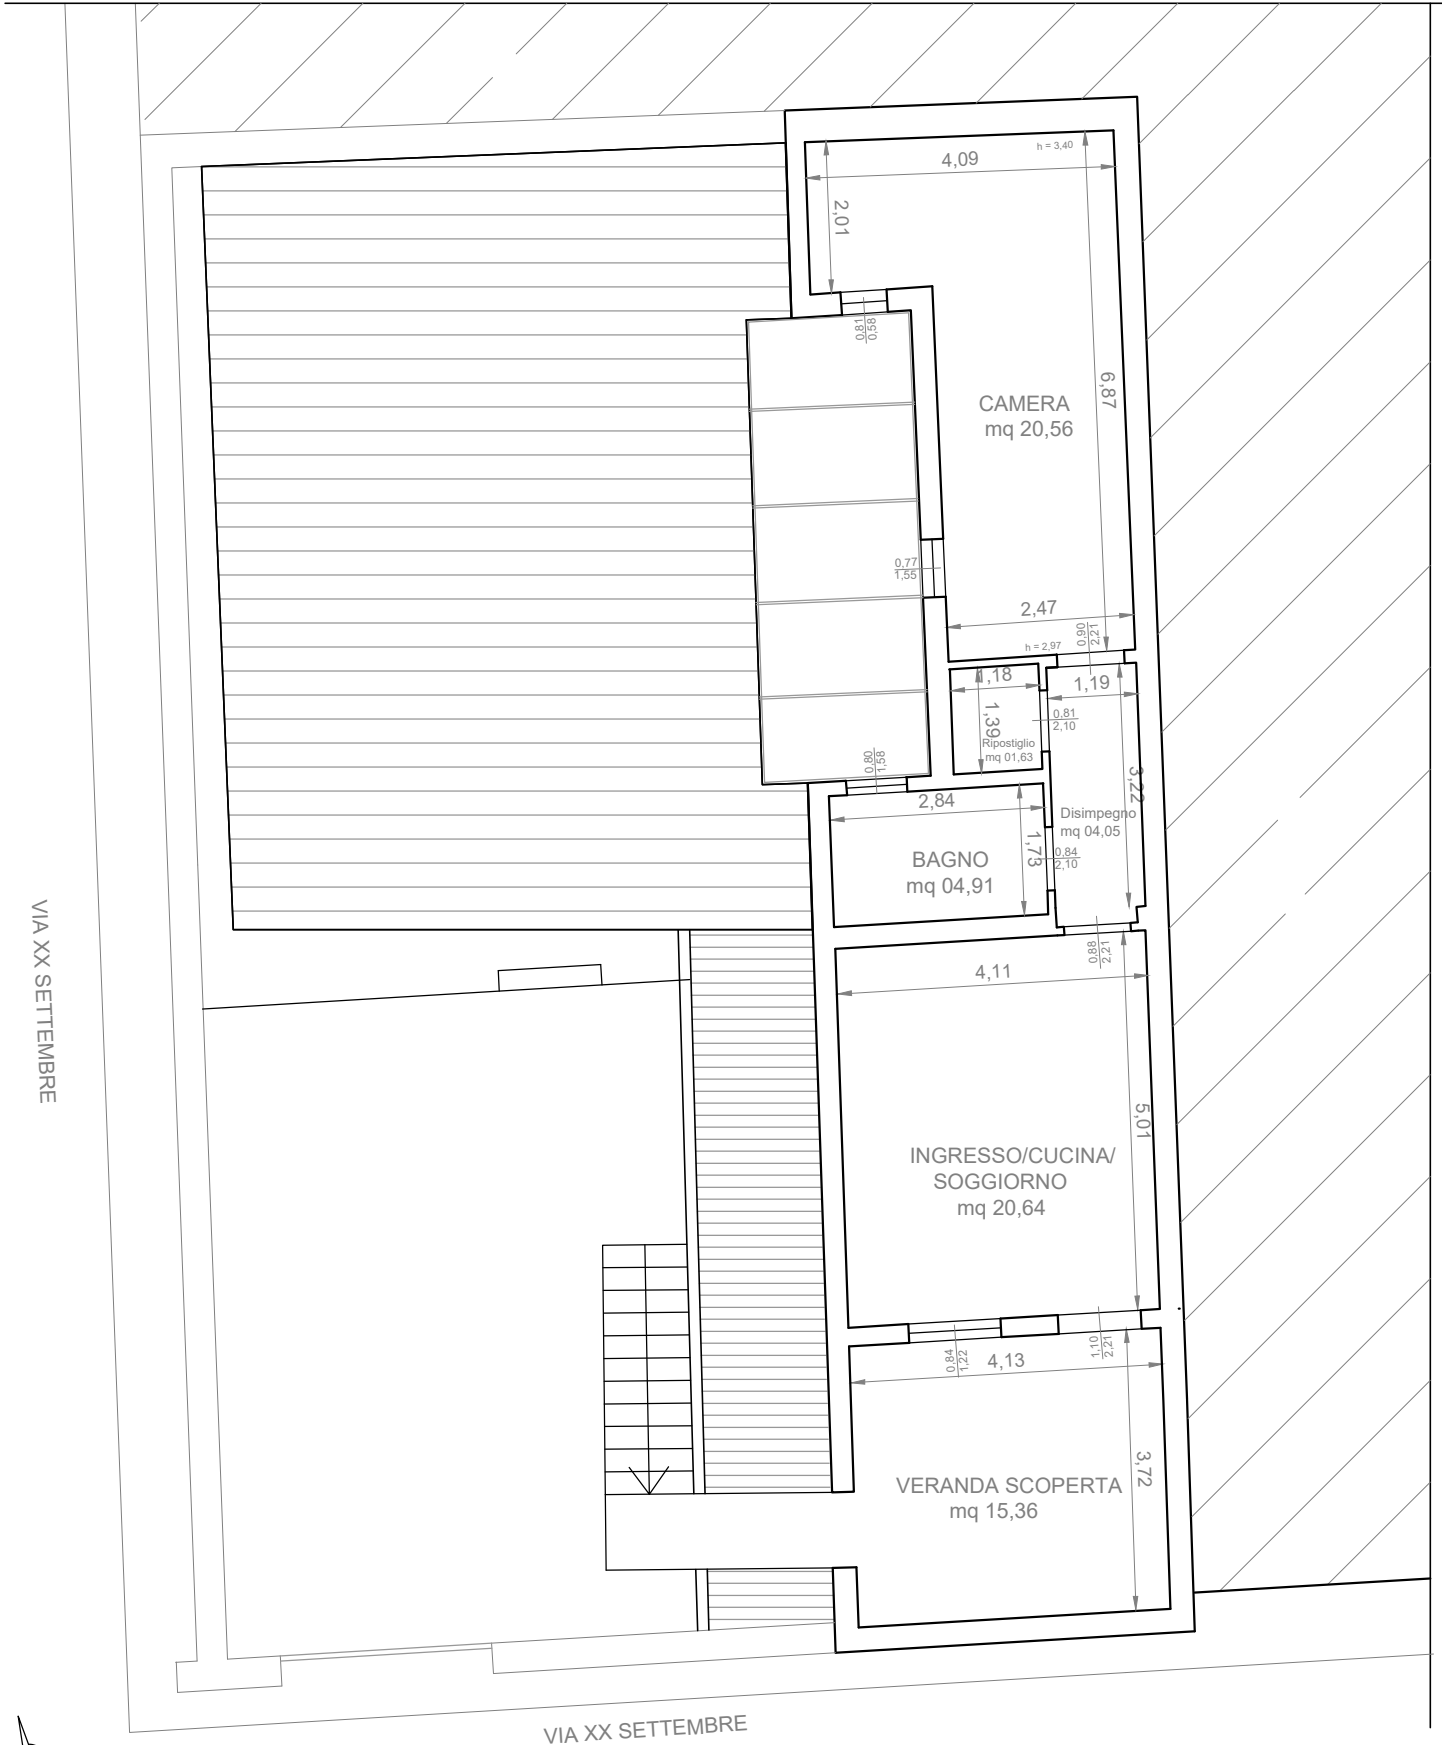 h = 3,40
4,09
2,01
0,81
0,58
6,87
CAMERA
mq 20,56
0,77
1,55
2,47
0,90
2,21
h = 2,97
1,18
1,19
1,39
0,81
2,10
Ripostiglio
mq 01,63
0,80
1,58
3,22
2,84
Disimpegno
mq 04,05
1,73
0,84
2,10
BAGNO
mq 04,91
VIA XX SETTEMBRE
0,88
2,21
4,11
5,01
INGRESSO/CUCINA/
SOGGIORNO
mq 20,64
0,84
1,22
1,10
2,21
4,13
3,72
VERANDA SCOPERTA
mq 15,36
VIA XX SETTEMBRE